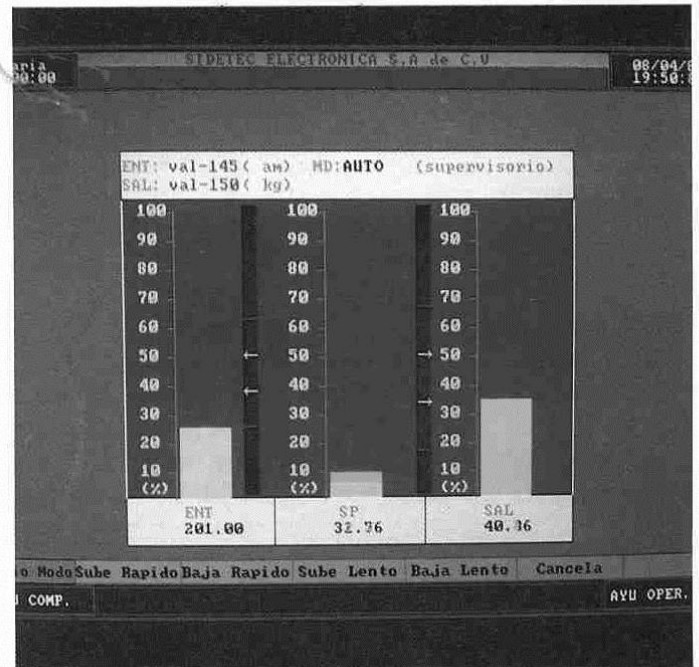 SIDETEC ELECTRONICA S.A de C.V
aria
00:00
08/04/
19:50:
ENT: val-145( am) MD:AUTO (supervisorio)
SAL: val-150( kg)
100 100 100
90 90 90
80 80 80
70 70 70
60 60 60
50 ← 50 → 50
40 ← 40 40
30 30 → 30
20 20 20
10 10 10
(%) (%) (%)
ENT SP SAL
201.00 32.76 40.46
o Modo Sube Rapido Baja Rapido Sube Lento Baja Lento Cancela
COMP. AYU OPER.